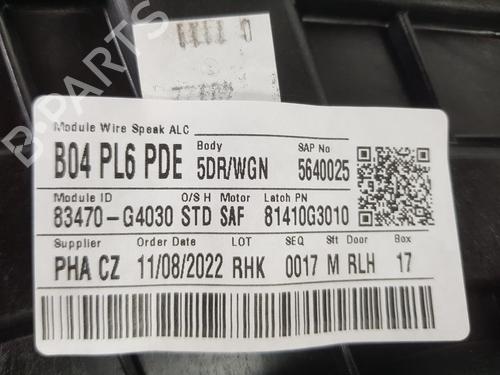 Module Wire Speak ALC Body SAP No
B04 PL6 PDE 5DR/WGN 5640025
Module ID O/S H Motor Latch PN
83470-G4030 STD SAF 81410G3010
Supplier Order Date LOT SEQ Sft Door Box
PHA CZ 11/08/2022 RHK 0017 M RLH 17
B-PARTS